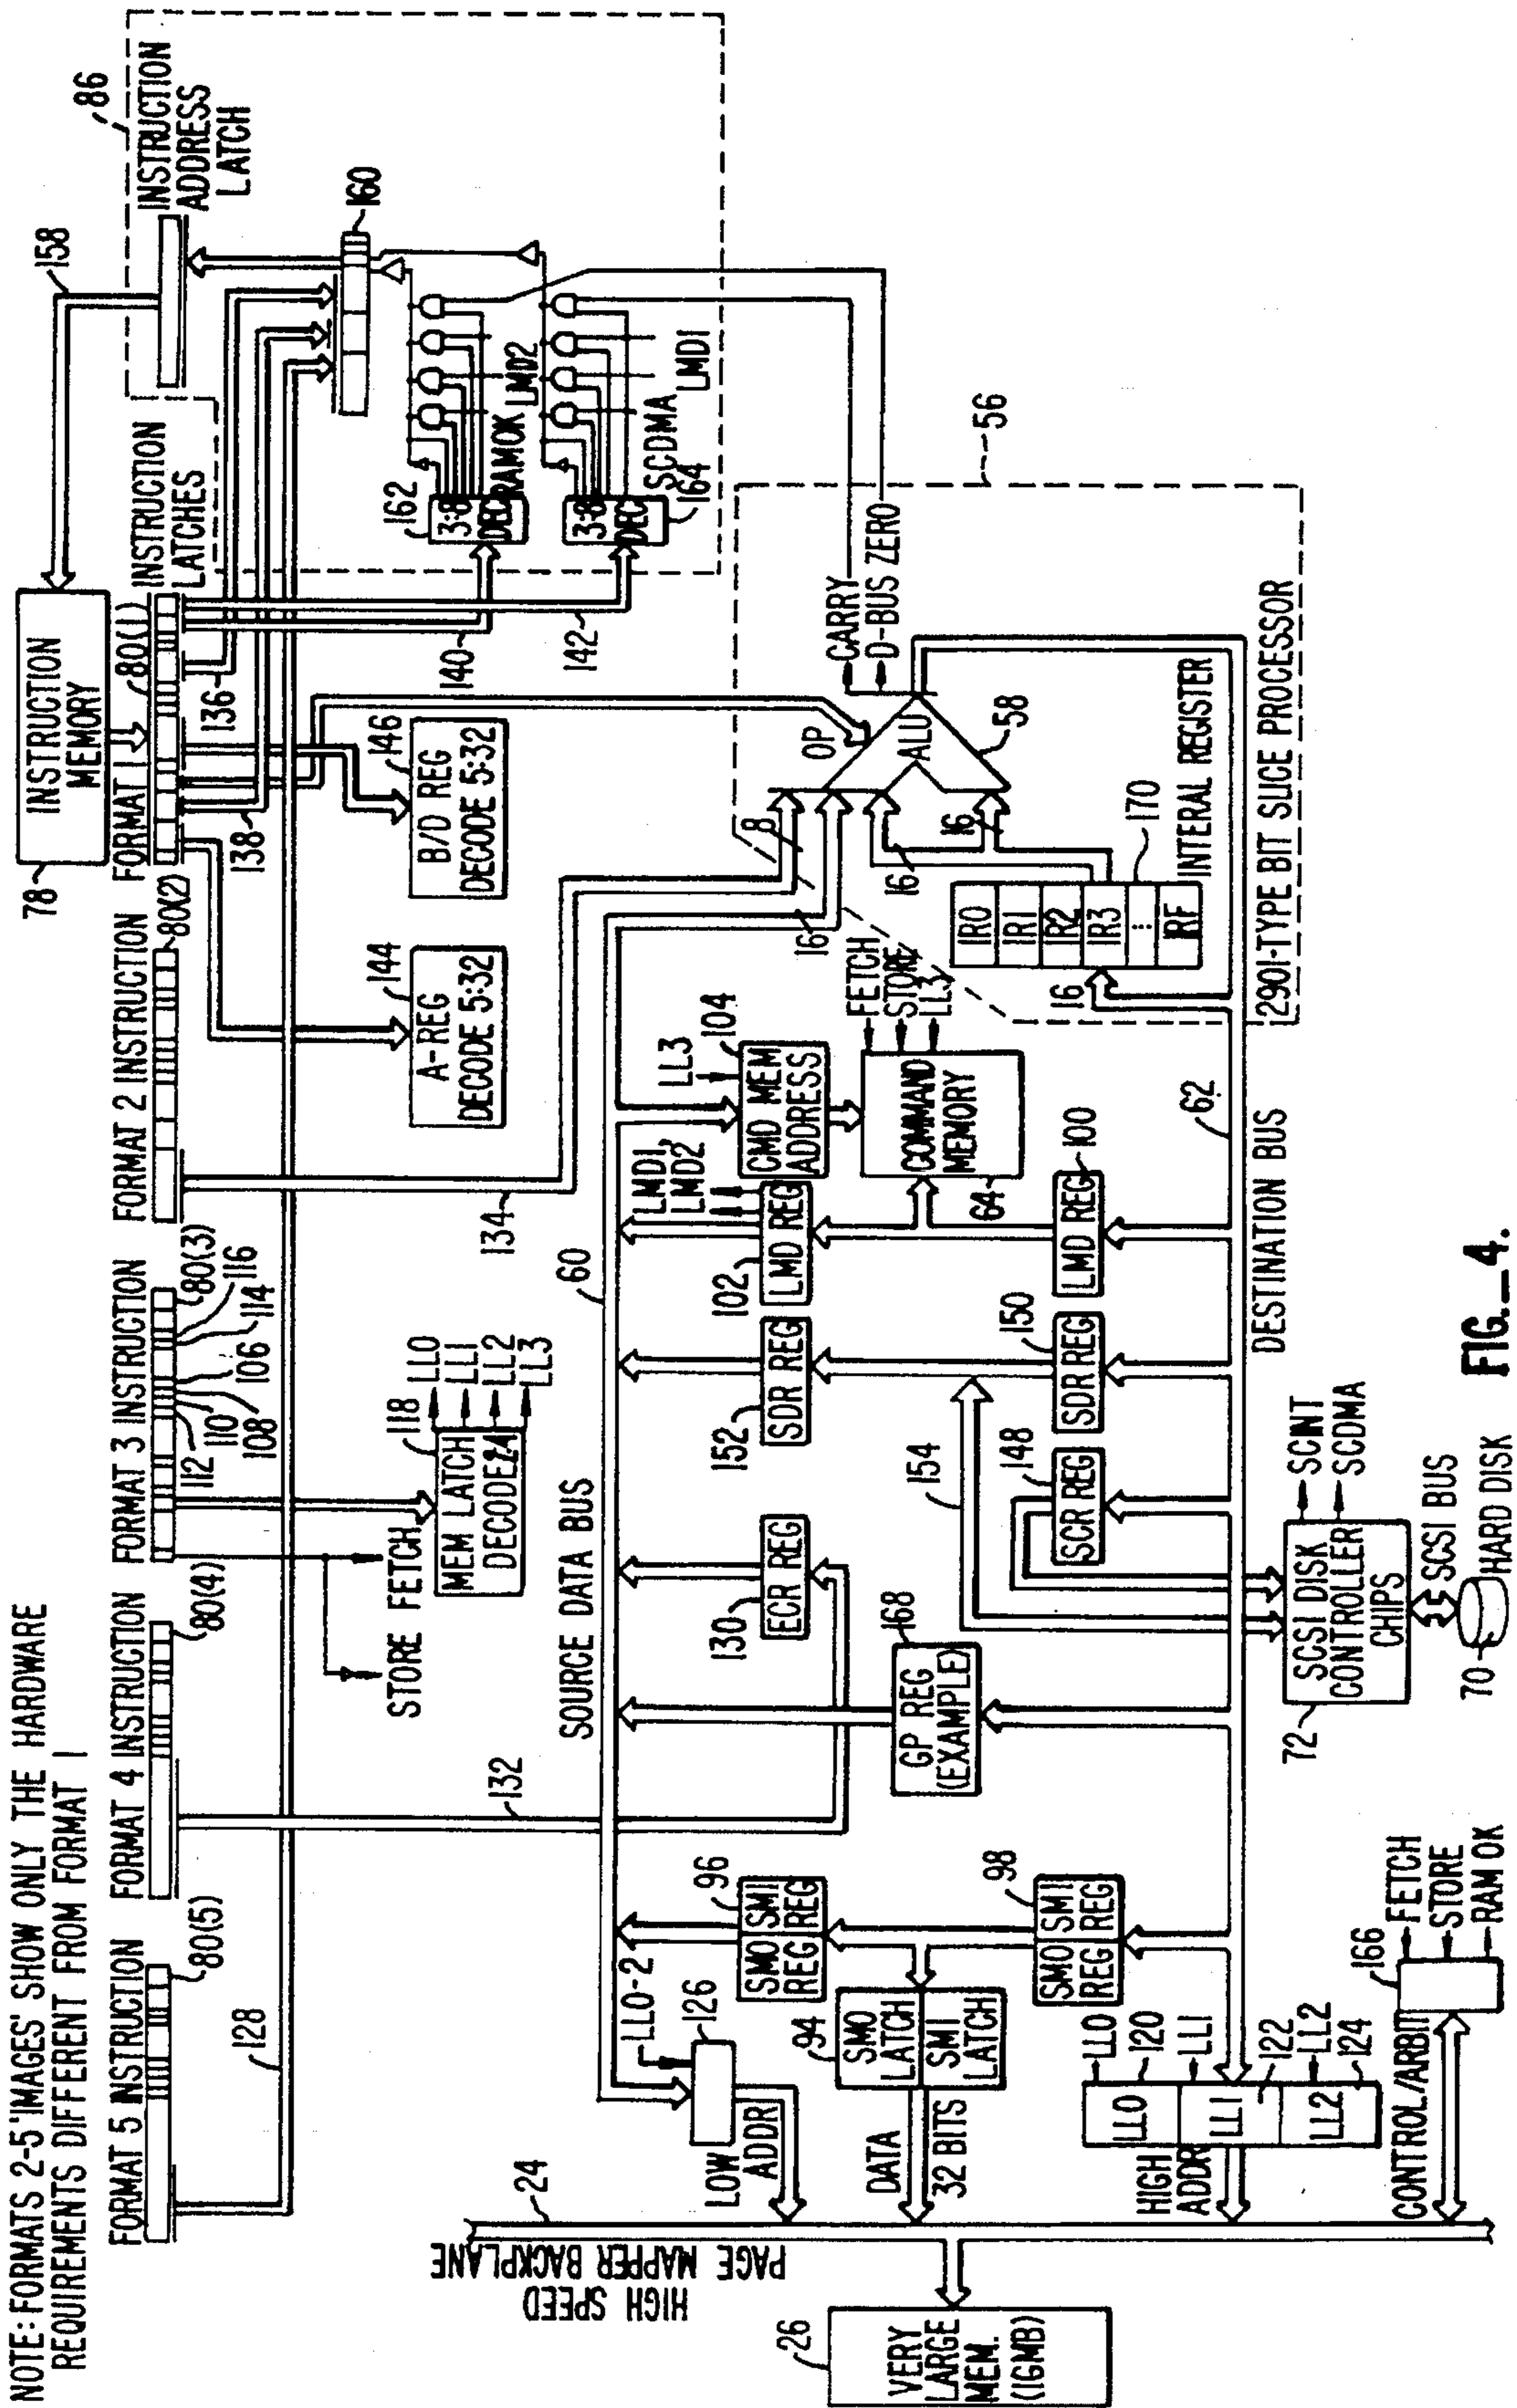 NOTE: FORMATS 2-5 'IMAGES' SHOW ONLY THE HARDWARE
REQUIREMENTS DIFFERENT FROM FORMAT 1
FORMAT 5 INSTRUCTION
80(5)
FORMAT 4 INSTRUCTION
80(4)
FORMAT 3 INSTRUCTION
80(3)
116
114
106
108
110
112
FORMAT 2 INSTRUCTION
80(2)
78
INSTRUCTION
MEMORY
FORMAT 1
80(1)
INSTRUCTION
LATCHES
158
86
INSTRUCTION
ADDRESS
LATCH
128
132
STORE
FETCH
MEM LATCH
DECODE 2:4
118
LL0
LL1
LL2
LL3
134
A-REG
DECODE 5:32
144
B/D REG
DECODE 5:32
146
138
136
140
142
160
162
3:8
DEC
RAMOK
LMD2
164
3:8
DEC
SCDMA
LMD1
SOURCE DATA BUS
60
24
HIGH SPEED
PAGE MAPPER BACKPLANE
26
VERY
LARGE
MEM.
(1GMB)
LOW
ADDR
LL0-2
126
96
SM0
REG
SM1
REG
94
SM0
LATCH
SM1
LATCH
DATA
32 BITS
98
SM0
REG
SM1
REG
HIGH
ADDR
LL0
LL1
LL2
LL0
120
LL1
122
LL2
124
CONTROL/ARBIT
166
FETCH
STORE
RAM OK
130
ECR REG
168
GP REG
(EXAMPLE)
152
SDR REG
154
150
SDR REG
148
SCR REG
102
LMD REG
LMD1,
LMD2
100
LMD REG
LL3
104
CMD MEM
ADDRESS
COMMAND
MEMORY
64
FETCH
STORE
LL3
72
SCSI DISK
CONTROLLER
CHIPS
SCINT
SCDMA
SCSI BUS
70
HARD DISK
DESTINATION BUS
62
16
8
OP
ALU
58
CARRY
D-BUS ZERO
56
16
16
16
IR0
IR1
IR2
IR3
⋮
IRF
170
INTERAL REGISTER
2901-TYPE BIT SLICE PROCESSOR
FIG._4.